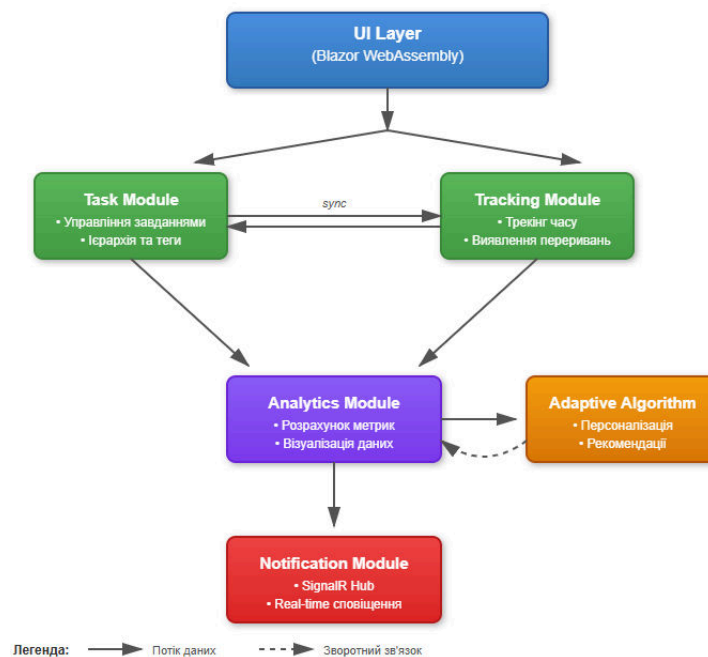 UI Layer
(Blazor WebAssembly)
Task Module
• Управління завданнями
• Ієрархія та теги
sync
Tracking Module
• Трекінг часу
• Виявлення переривань
Analytics Module
• Розрахунок метрик
• Візуалізація даних
Adaptive Algorithm
• Персоналізація
• Рекомендації
Notification Module
• SignalR Hub
• Real-time сповіщення
Легенда: Потік даних Зворотний зв'язок